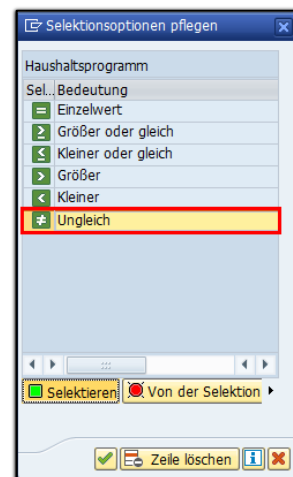 Selektionsoptionen pflegen
Haushaltsprogramm
Sel... Bedeutung
= Einzelwert
≥ Größer oder gleich
≤ Kleiner oder gleich
> Größer
< Kleiner
≠ Ungleich
Selektieren Von der Selektion
Zeile löschen